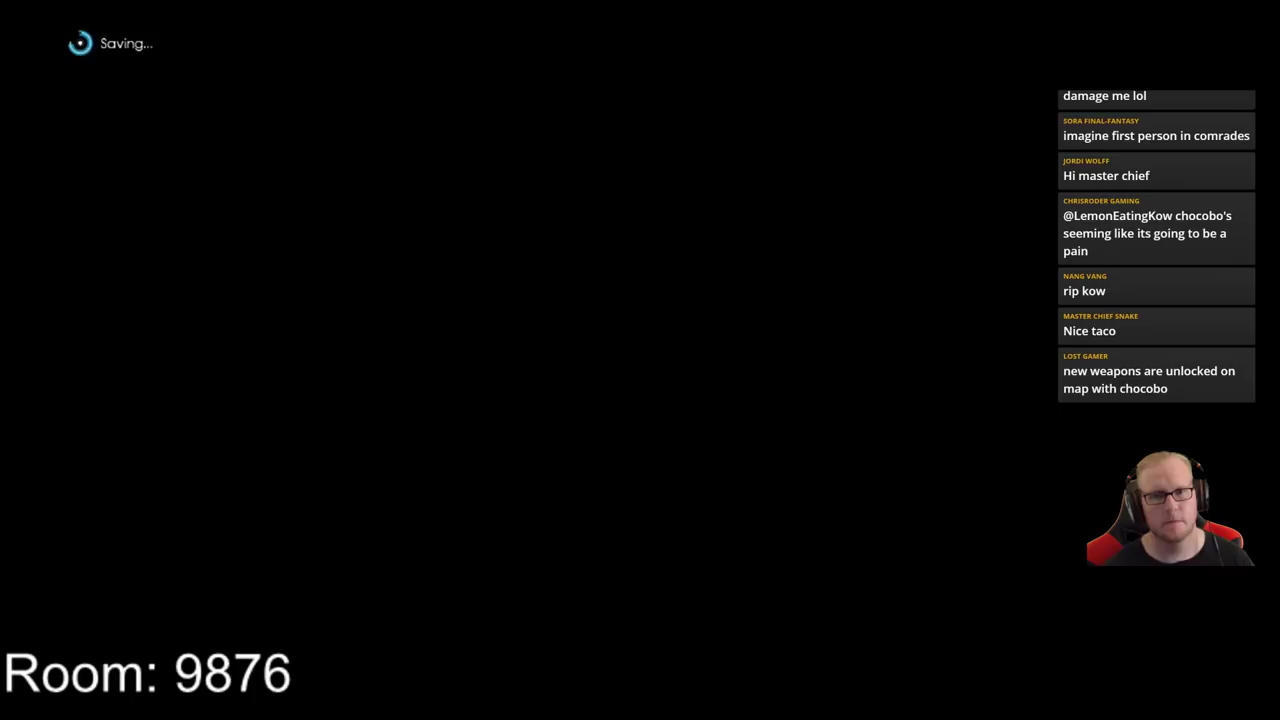 Saving...
damage me lol
SORA FINAL-FANTASY
imagine first person in comrades
JORDI WOLFF
Hi master chief
CHRISRODER GAMING
@LemonEatingKow chocobo's
seeming like its going to be a
pain
NANG VANG
rip kow
MASTER CHIEF SNAKE
Nice taco
LOST GAMER
new weapons are unlocked on
map with chocobo
Room: 9876